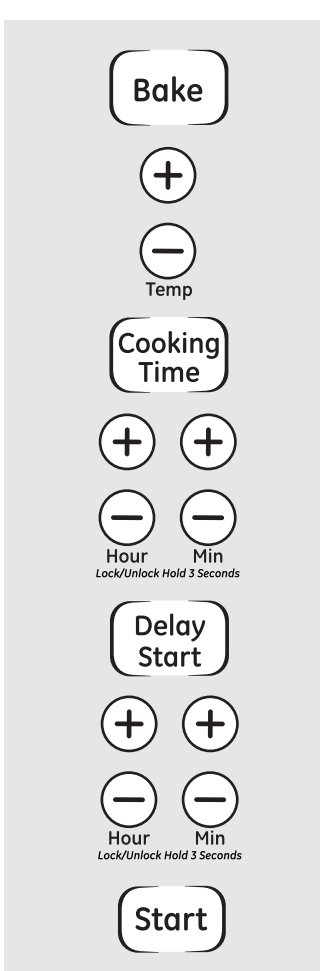 Bake
+
−
Temp
Cooking
Time
+ +
− −
Hour Min
Lock/Unlock Hold 3 Seconds
Delay
Start
+ +
− −
Hour Min
Lock/Unlock Hold 3 Seconds
Start